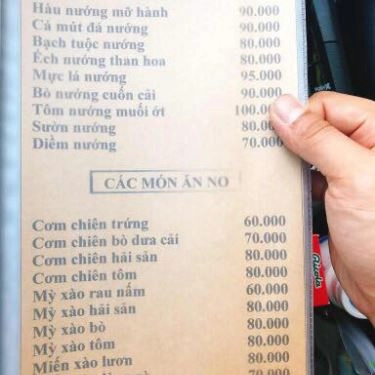 Hàu nướng mỡ hành 90.000
Cá mút đá nướng 90.000
Bạch tuộc nướng 80.000
Ếch nướng than hoa 80.000
Mực lá nướng 95.000
Bò nướng cuốn cải 90.000
Tôm nướng muối ớt 100.000
Sườn nướng 80.000
Diềm nướng 70.000
CÁC MÓN ĂN NO
Cơm chiên trứng 60.000
Cơm chiên bò dưa cải 70.000
Cơm chiên hải sản 80.000
Cơm chiên tôm 80.000
Mỳ xào rau nấm 60.000
Mỳ xào hải sản 80.000
Mỳ xào bò 80.000
Mỳ xào tôm 80.000
Miến xào lươn 80.000
70.000